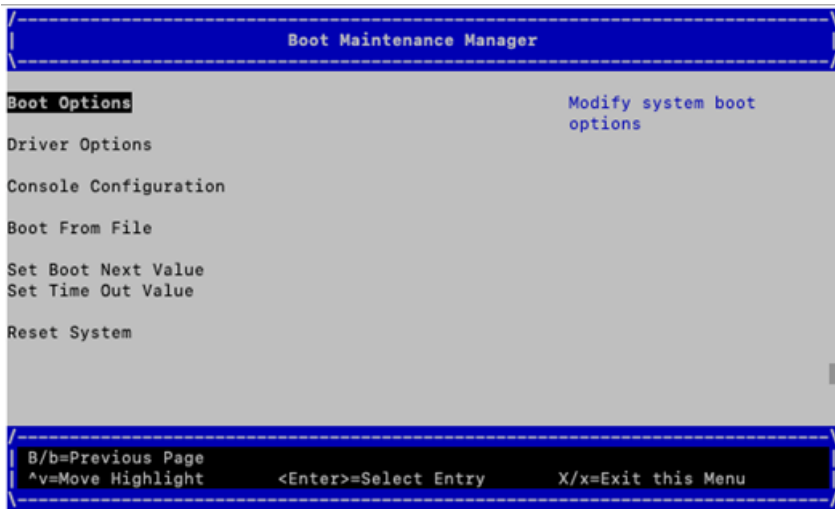 Boot Maintenance Manager
Boot Options
Modify system boot
options
Driver Options
Console Configuration
Boot From File
Set Boot Next Value
Set Time Out Value
Reset System
B/b=Previous Page
^v=Move Highlight <Enter>=Select Entry X/x=Exit this Menu